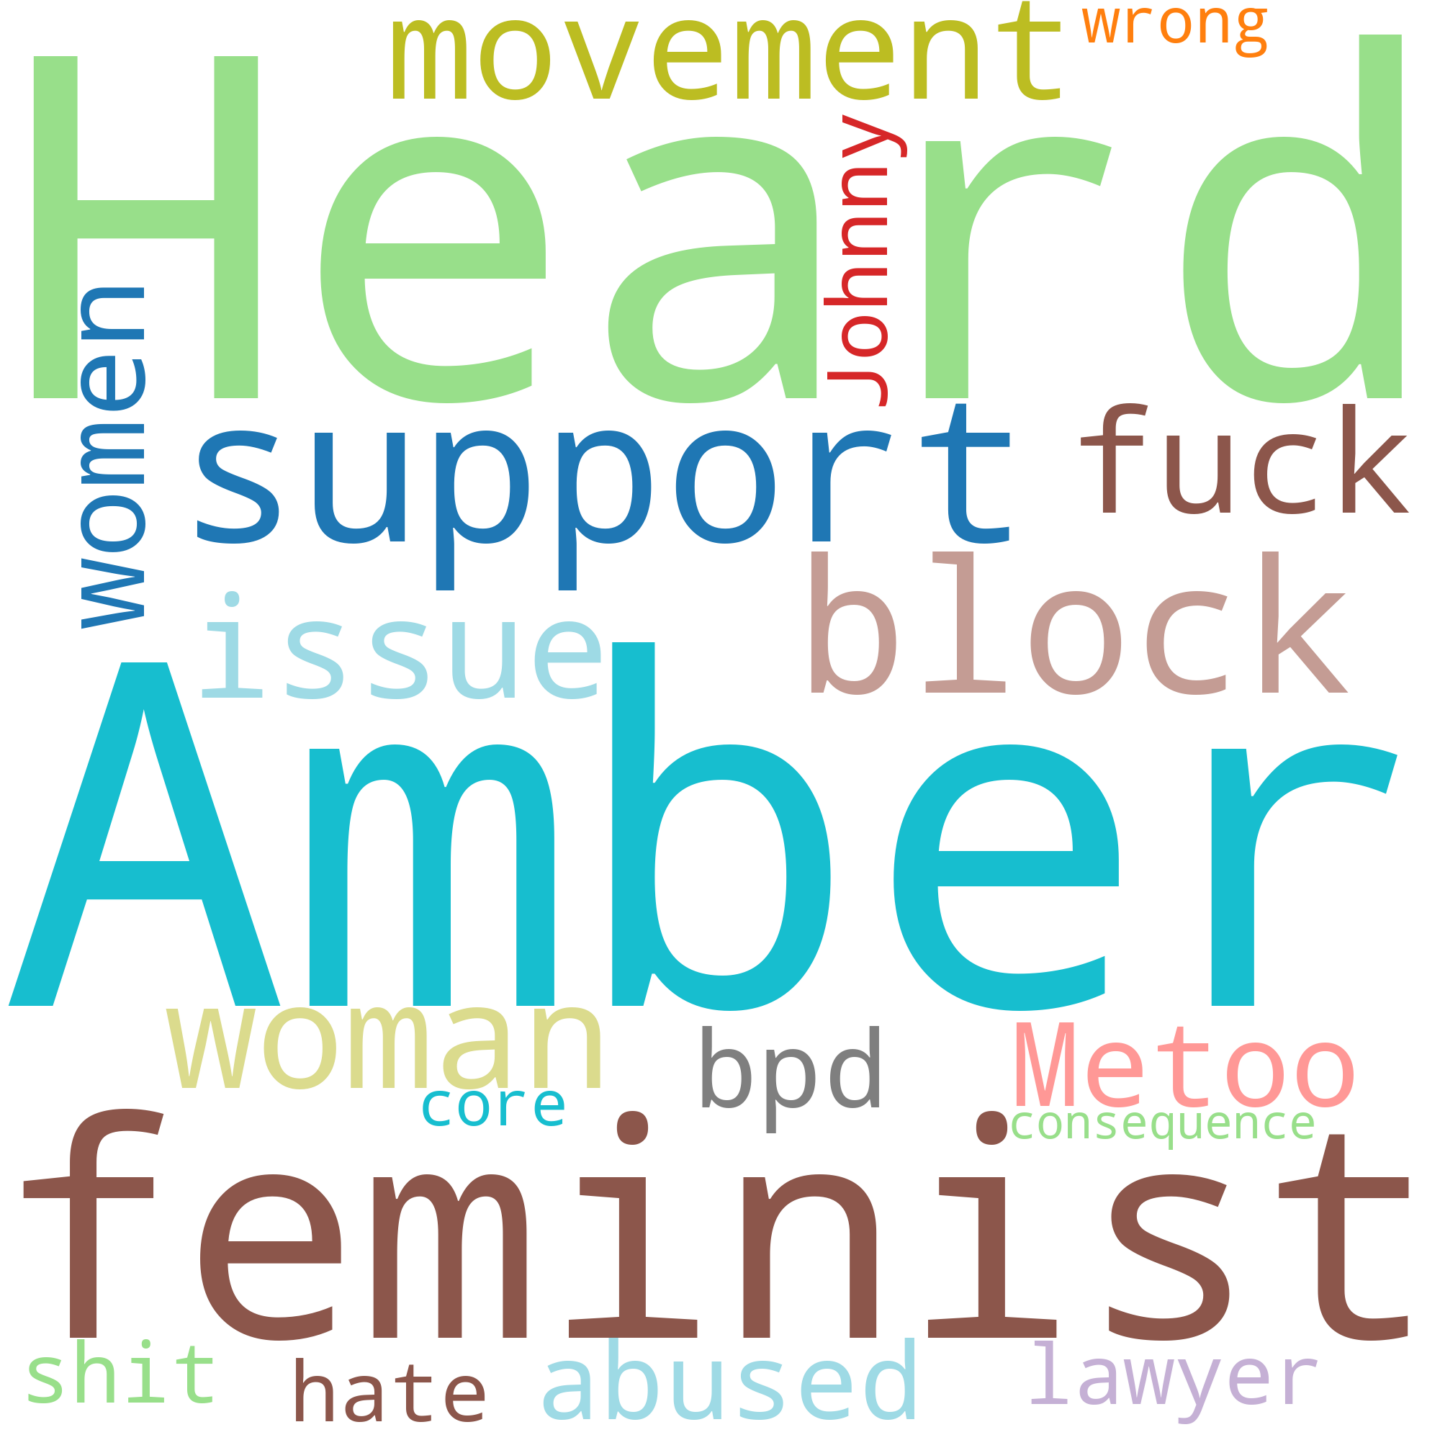 movement
wrong
Heard
Johnny
women
support
fuck
block
issue
Amber
woman
bpd
Metoo
core
consequence
feminist
shit
hate
abused
lawyer